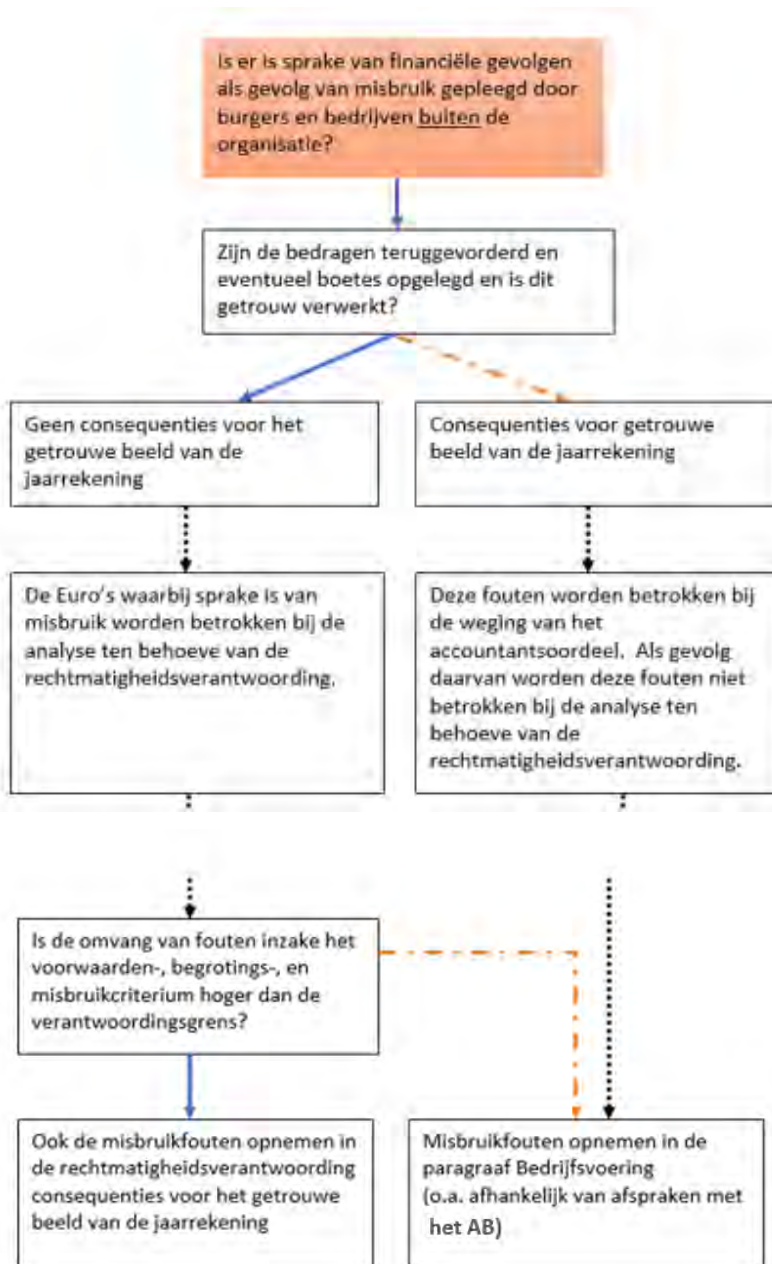 Is er is sprake van financiële gevolgen
als gevolg van misbruik gepleegd door
burgers en bedrijven buiten de
organisatie?
Zijn de bedragen teruggevorderd en
eventueel boetes opgelegd en is dit
getrouw verwerkt?
Geen consequenties voor het
getrouwe beeld van de
jaarrekening
Consequenties voor getrouwe
beeld van de jaarrekening
De Euro's waarbij sprake is van
misbruik worden betrokken bij de
analyse ten behoeve van de
rechtmatigheidsverantwoording.
Deze fouten worden betrokken bij
de weging van het
accountantsoordeel. Als gevolg
daarvan worden deze fouten niet
betrokken bij de analyse ten
behoeve van de
rechtmatigheidsverantwoording.
Is de omvang van fouten inzake het
voorwaarden-, begrotings-, en
misbruikcriterium hoger dan de
verantwoordingsgrens?
Ook de misbruikfouten opnemen in
de rechtmatigheidsverantwoording
consequenties voor het getrouwe
beeld van de jaarrekening
Misbruikfouten opnemen in de
paragraaf Bedrijfsvoering
(o.a. afhankelijk van afspraken met
het AB)